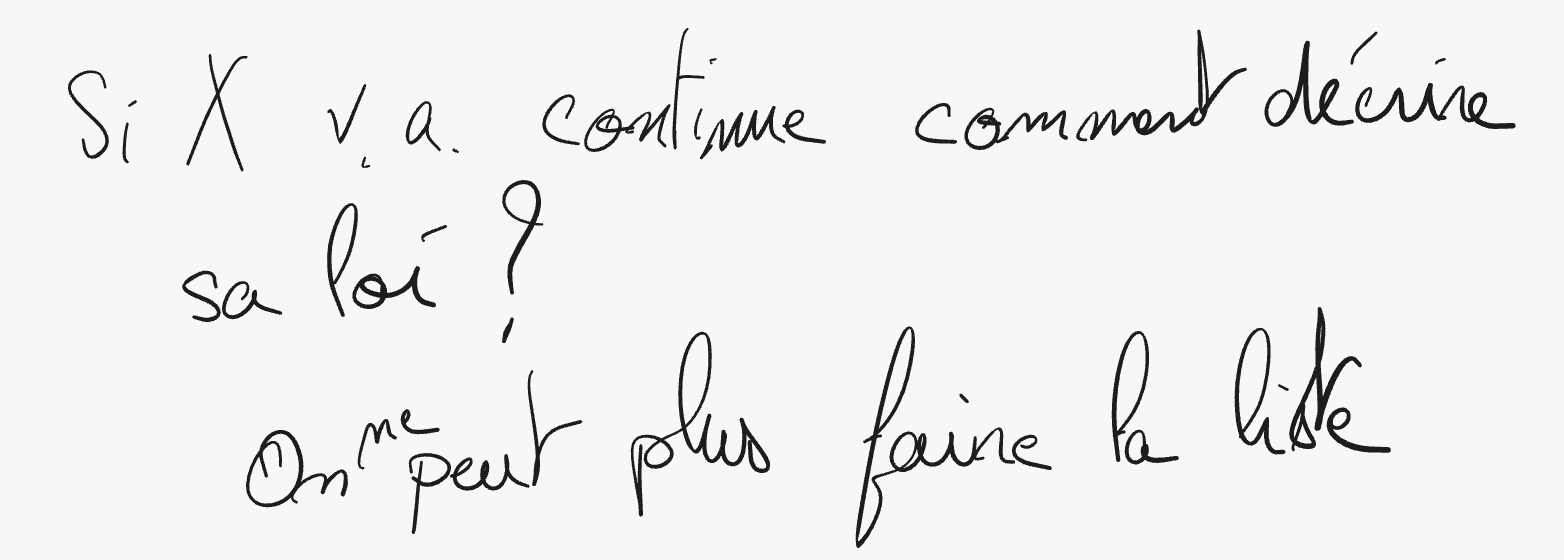 Si X v.a. continue comment décrire
sa loi ?
On ne peut plus faire la liste